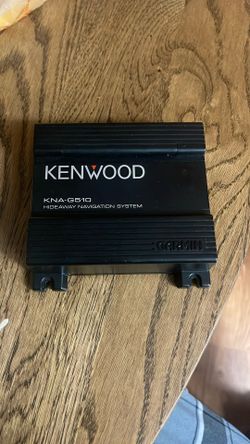 KENWOOD
KNA-G510
HIDEAWAY NAVIGATION SYSTEM
GARMIN